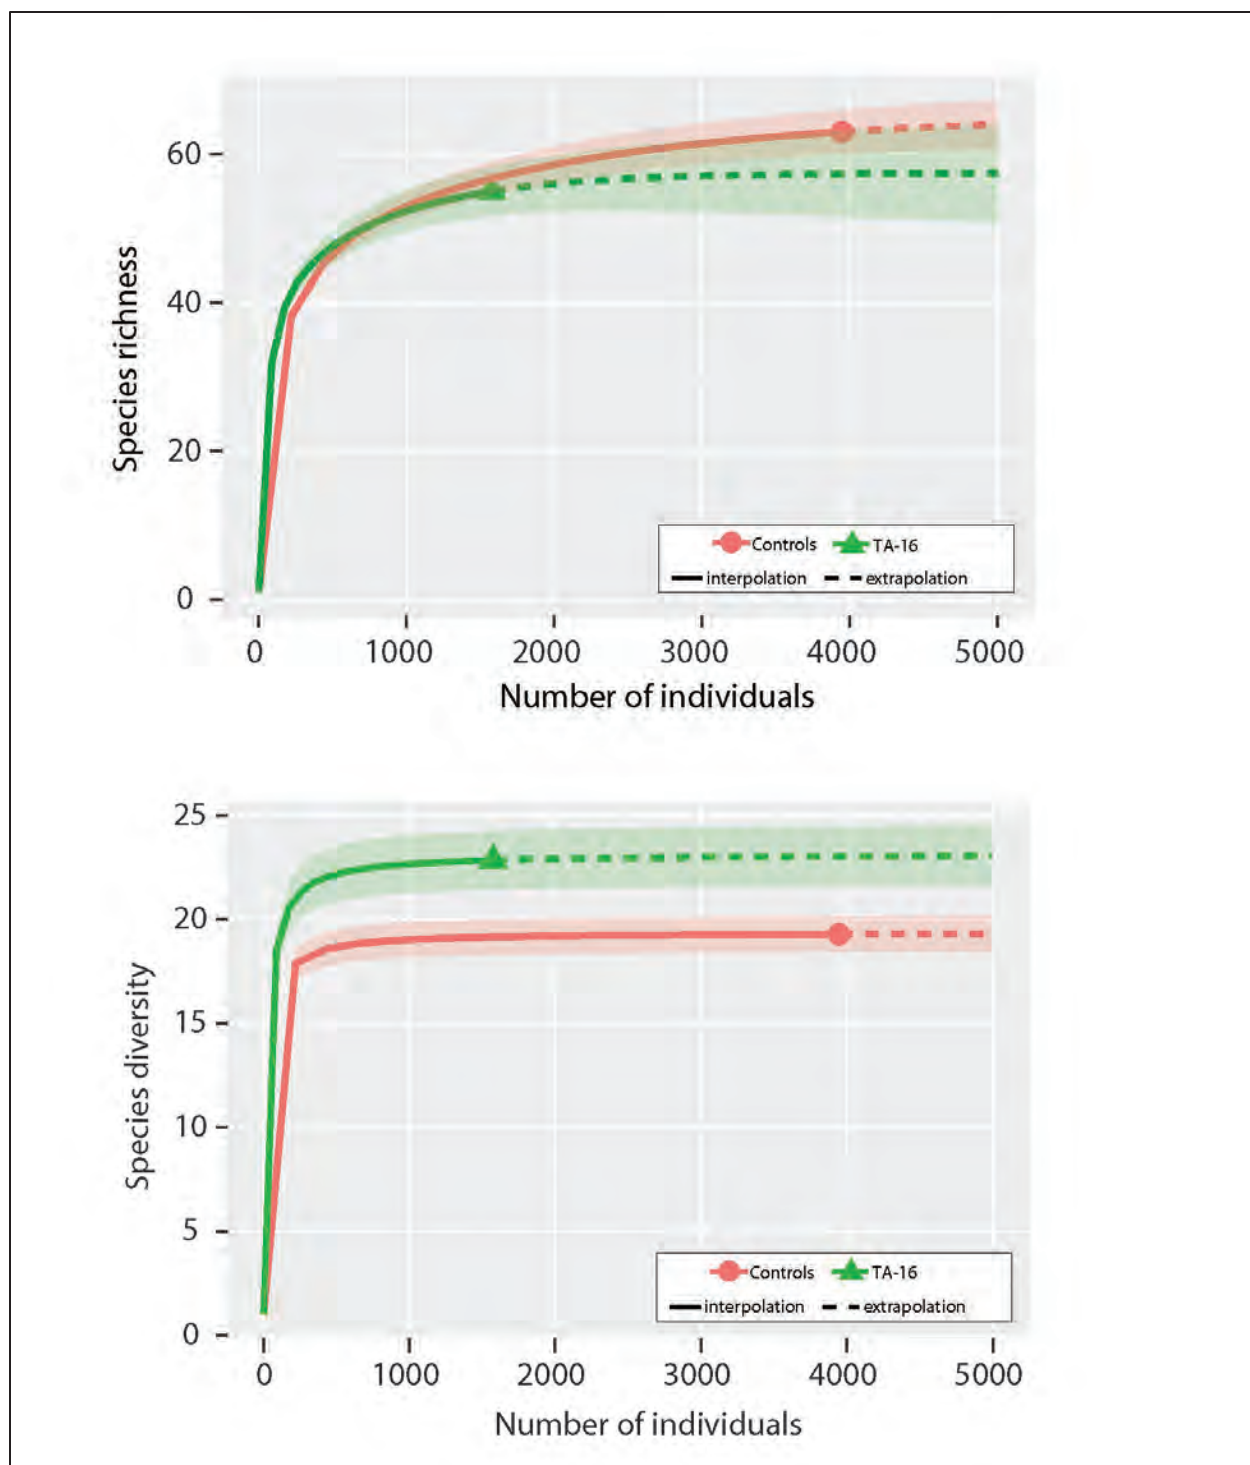 Species richness
60
40
20
0
Controls TA-16
interpolation extrapolation
0 1000 2000 3000 4000 5000
Number of individuals
Species diversity
25
20
15
10
5
0
Controls TA-16
interpolation extrapolation
0 1000 2000 3000 4000 5000
Number of individuals